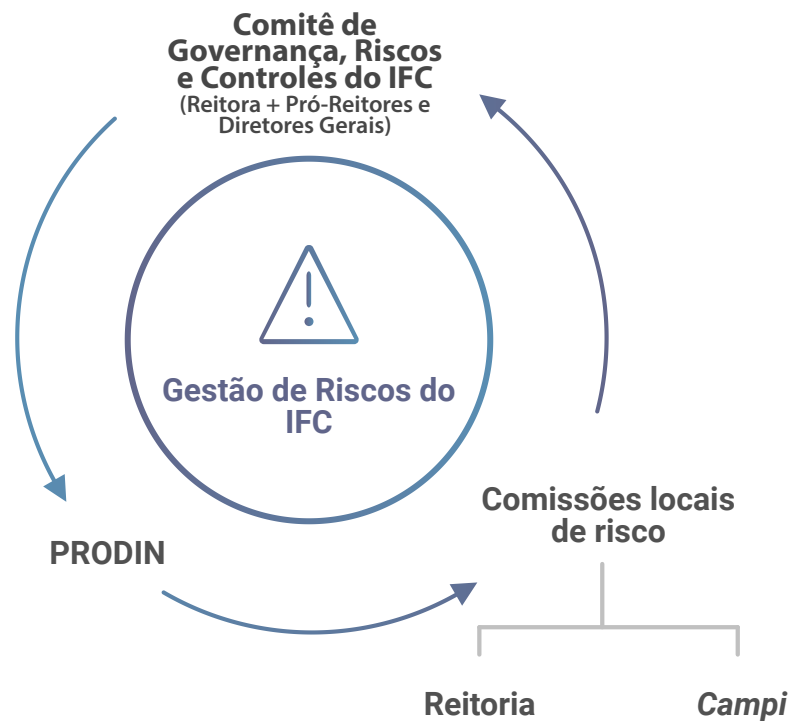 Comitê de
Governança, Riscos
e Controles do IFC
(Reitora + Pró-Reitores e
Diretores Gerais)
Gestão de Riscos do
IFC
Comissões locais
de risco
PRODIN
Reitoria
Campi